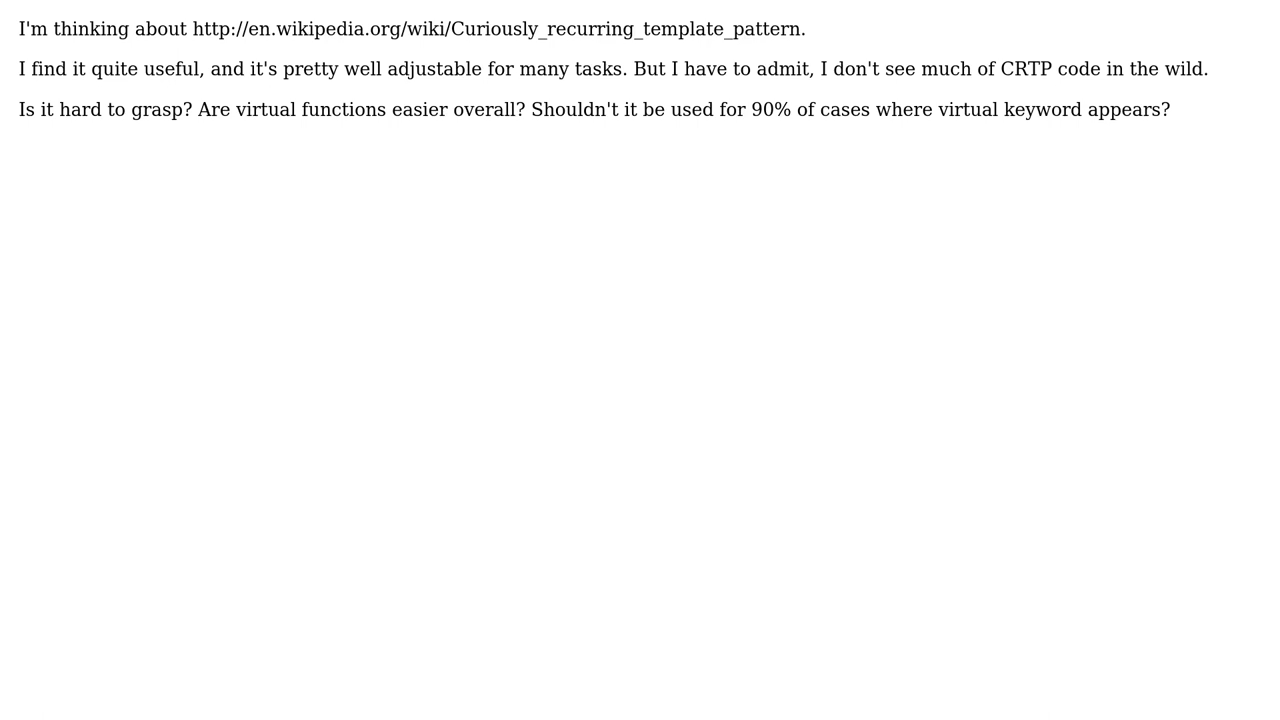 I'm thinking about http://en.wikipedia.org/wiki/Curiously_recurring_template_pattern.
I find it quite useful, and it's pretty well adjustable for many tasks. But I have to admit, I don't see much of CRTP code in the wild.
Is it hard to grasp? Are virtual functions easier overall? Shouldn't it be used for 90% of cases where virtual keyword appears?